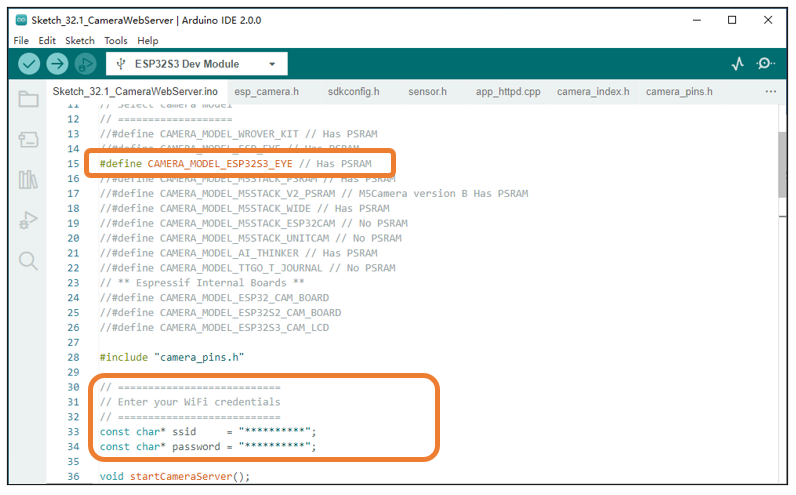 Sketch_32.1_CameraWebServer | Arduino IDE 2.0.0
File Edit Sketch Tools Help
ESP32S3 Dev Module
Sketch_32.1_CameraWebServer.ino esp_camera.h sdkconfig.h sensor.h app_httpd.cpp camera_index.h camera_pins.h ...
11 // Select camera model
12 // ===================
13 //#define CAMERA_MODEL_WROVER_KIT // Has PSRAM
14 //#define CAMERA_MODEL_ESP_EYE // Has PSRAM
15 #define CAMERA_MODEL_ESP32S3_EYE // Has PSRAM
16 //#define CAMERA_MODEL_M5STACK_PSRAM // Has PSRAM
17 //#define CAMERA_MODEL_M5STACK_V2_PSRAM // M5Camera version B Has PSRAM
18 //#define CAMERA_MODEL_M5STACK_WIDE // Has PSRAM
19 //#define CAMERA_MODEL_M5STACK_ESP32CAM // No PSRAM
20 //#define CAMERA_MODEL_M5STACK_UNITCAM // No PSRAM
21 //#define CAMERA_MODEL_AI_THINKER // Has PSRAM
22 //#define CAMERA_MODEL_TTGO_T_JOURNAL // No PSRAM
23 // ** Espressif Internal Boards **
24 //#define CAMERA_MODEL_ESP32_CAM_BOARD
25 //#define CAMERA_MODEL_ESP32S2_CAM_BOARD
26 //#define CAMERA_MODEL_ESP32S3_CAM_LCD
27
28 #include "camera_pins.h"
29
30 // ===========================
31 // Enter your WiFi credentials
32 // ===========================
33 const char* ssid     = "**********";
34 const char* password = "**********";
35
36 void startCameraServer();